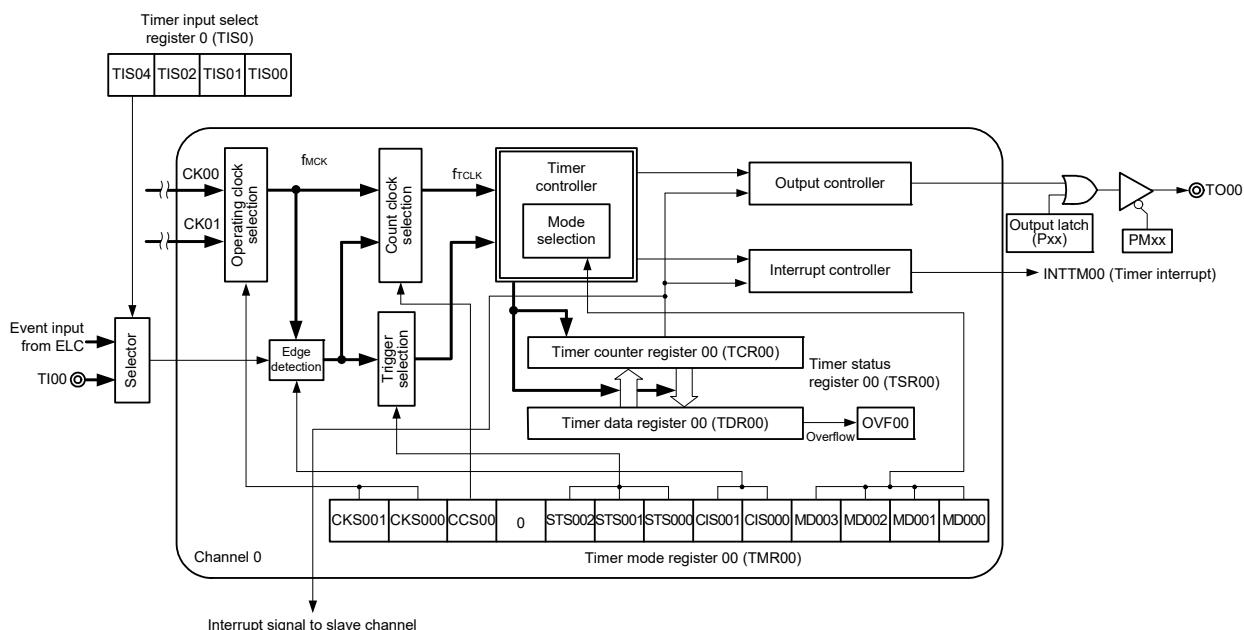 Timer input select
register 0 (TIS0)
TIS04 TIS02 TIS01 TIS00
CK00
CK01
Operating clock
selection
fMCK
Count clock
selection
fTCLK
Timer
controller
Mode
selection
Output controller
Output latch
(Pxx)
PMxx
TO00
Interrupt controller
INTTM00 (Timer interrupt)
Event input
from ELC
TI00
Selector
Edge
detection
Trigger
selection
Timer counter register 00 (TCR00)
Timer status
register 00 (TSR00)
Timer data register 00 (TDR00)
Overflow
OVF00
CKS001 CKS000 CCS00 0 STS002 STS001 STS000 CIS001 CIS000 MD003 MD002 MD001 MD000
Channel 0
Timer mode register 00 (TMR00)
Interrupt signal to slave channel